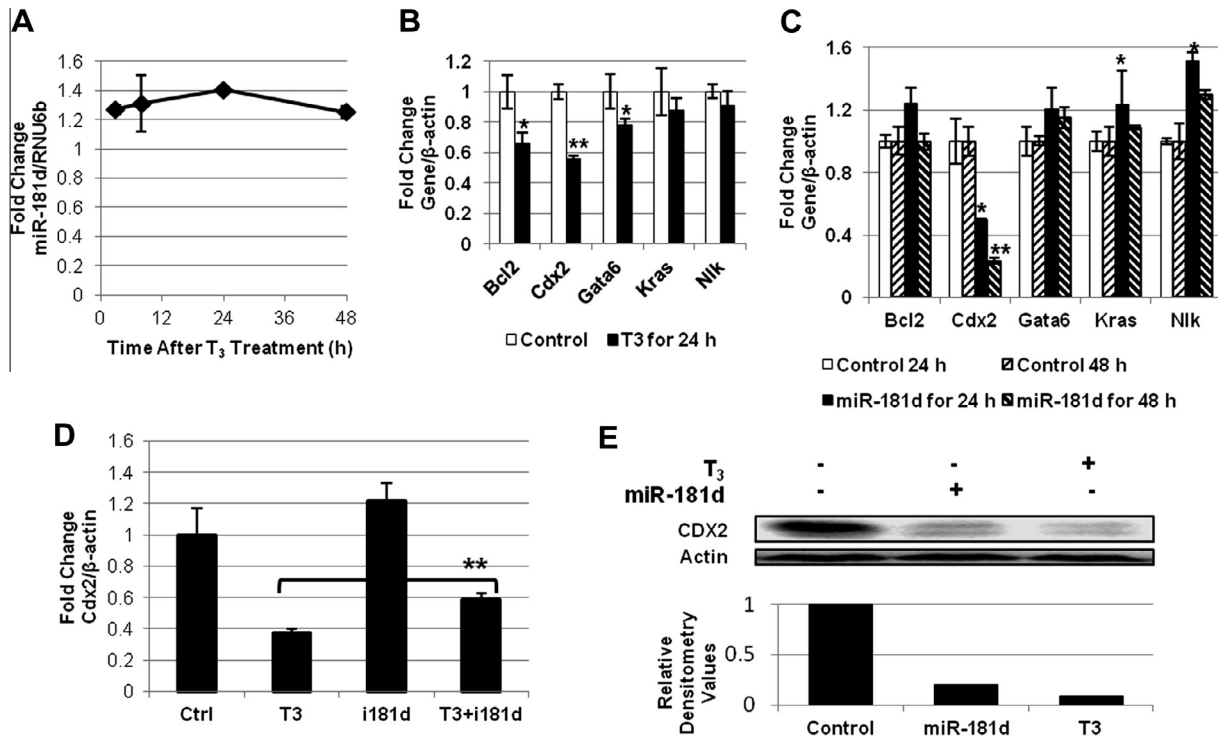 A
Fold Change
miR-181d/RNU6b
1.6
1.4
1.2
1
0.8
0.6
0.4
0.2
0
0 12 24 36 48
Time After T3 Treatment (h)
B
Fold Change
Gene/β-actin
1.2
1
0.8
0.6
0.4
0.2
0
* ** *
Bcl2 Cdx2 Gata6 Kras Nlk
Control T3 for 24 h
C
Fold Change
Gene/β-actin
1.6
1.2
0.8
0.4
0
* ** * *
Bcl2 Cdx2 Gata6 Kras Nlk
Control 24 h Control 48 h
miR-181d for 24 h miR-181d for 48 h
D
Fold Change
Cdx2/β-actin
1.6
1.4
1.2
1
0.8
0.6
0.4
0.2
0
**
Ctrl T3 i181d T3+i181d
E
T3 - - +
miR-181d - + -
CDX2
Actin
Relative
Densitometry
Values
1
0.5
0
Control miR-181d T3